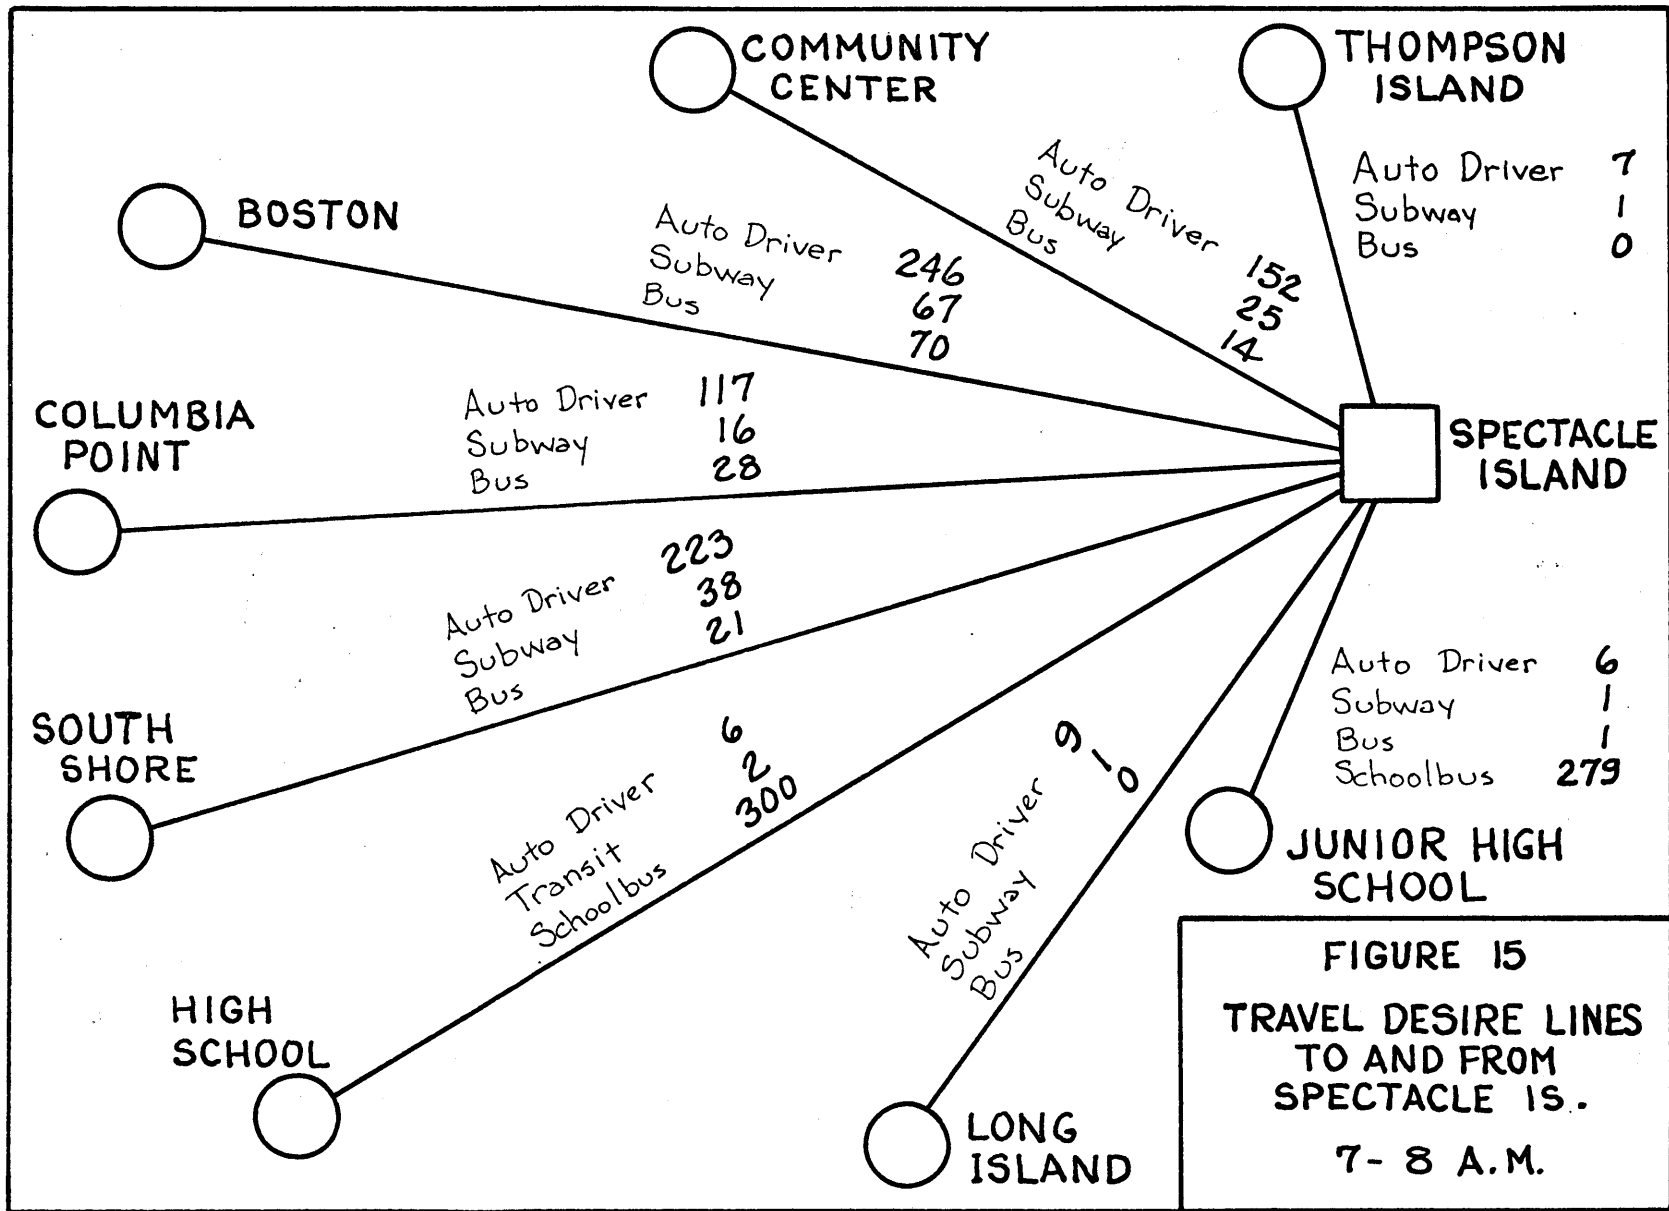 COMMUNITY
CENTER
THOMPSON
ISLAND
Auto Driver 7
Subway 1
Bus 0
Auto Driver 152
Subway 25
Bus 14
BOSTON
Auto Driver 246
Subway 67
Bus 70
COLUMBIA
POINT
Auto Driver 117
Subway 16
Bus 28
SPECTACLE
ISLAND
Auto Driver 223
Subway 38
Bus 21
SOUTH
SHORE
Auto Driver 6
Transit 2
Schoolbus 300
HIGH
SCHOOL
Auto Driver 9
Subway 1
Bus 0
LONG
ISLAND
Auto Driver 6
Subway 1
Bus 1
Schoolbus 279
JUNIOR HIGH
SCHOOL
FIGURE 15
TRAVEL DESIRE LINES
TO AND FROM
SPECTACLE IS.
7- 8 A.M.